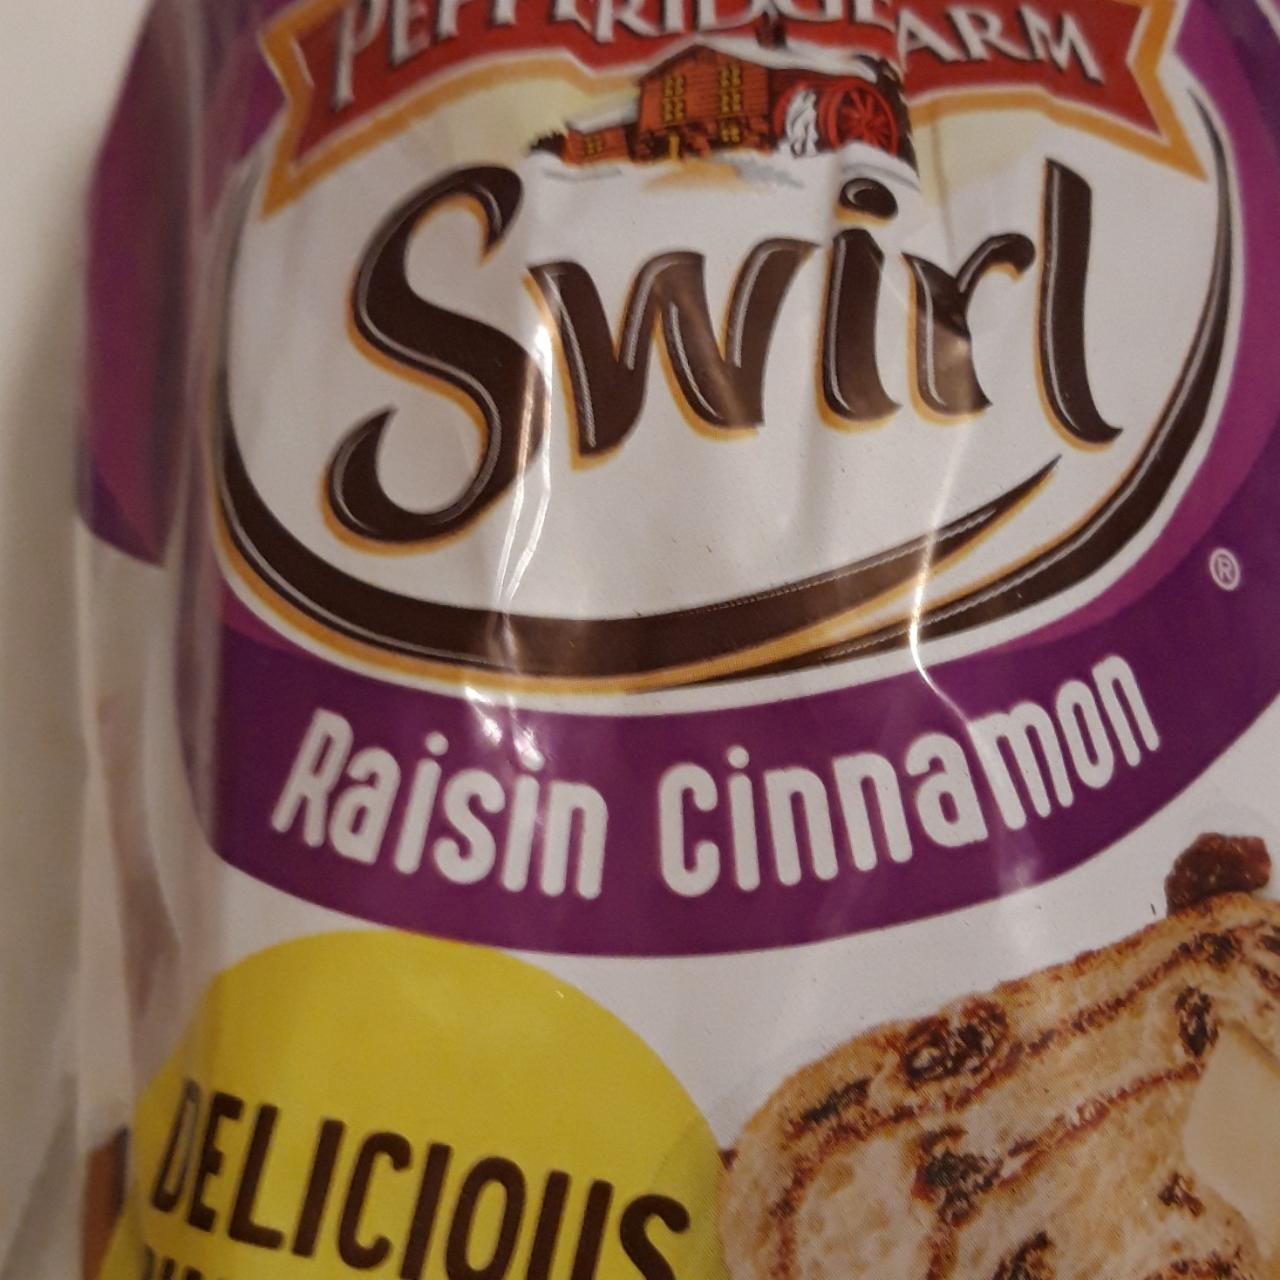 PEPPERIDGE FARM
Swirl
®
Raisin Cinnamon
DELICIOUS